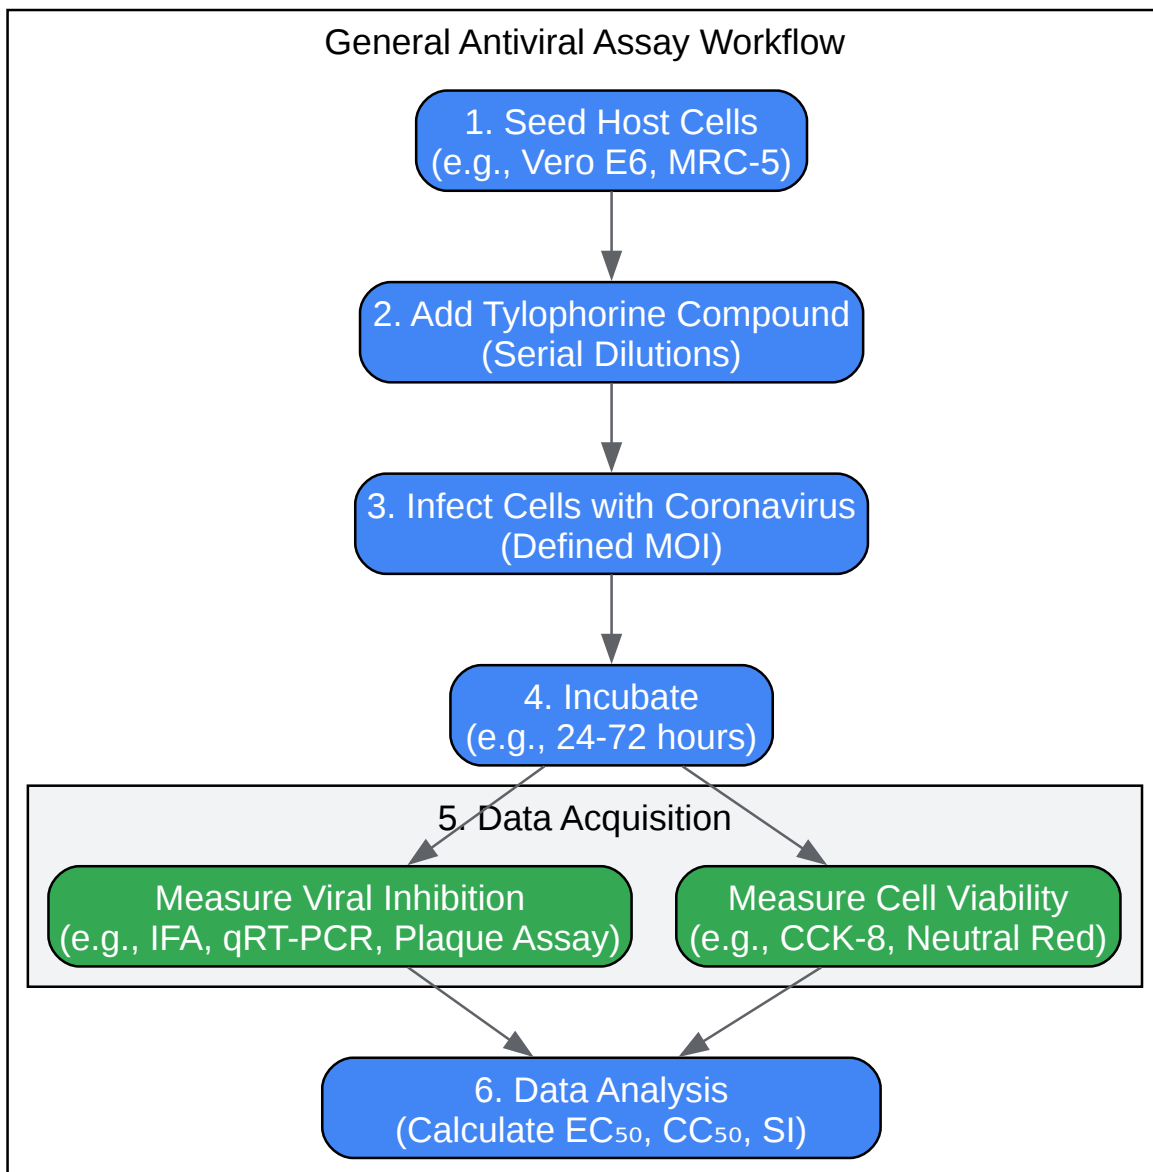 General Antiviral Assay Workflow
1. Seed Host Cells
(e.g., Vero E6, MRC-5)
2. Add Tylophorine Compound
(Serial Dilutions)
3. Infect Cells with Coronavirus
(Defined MOI)
4. Incubate
(e.g., 24-72 hours)
5. Data Acquisition
Measure Viral Inhibition
(e.g., IFA, qRT-PCR, Plaque Assay)
Measure Cell Viability
(e.g., CCK-8, Neutral Red)
6. Data Analysis
(Calculate EC₅₀, CC₅₀, SI)